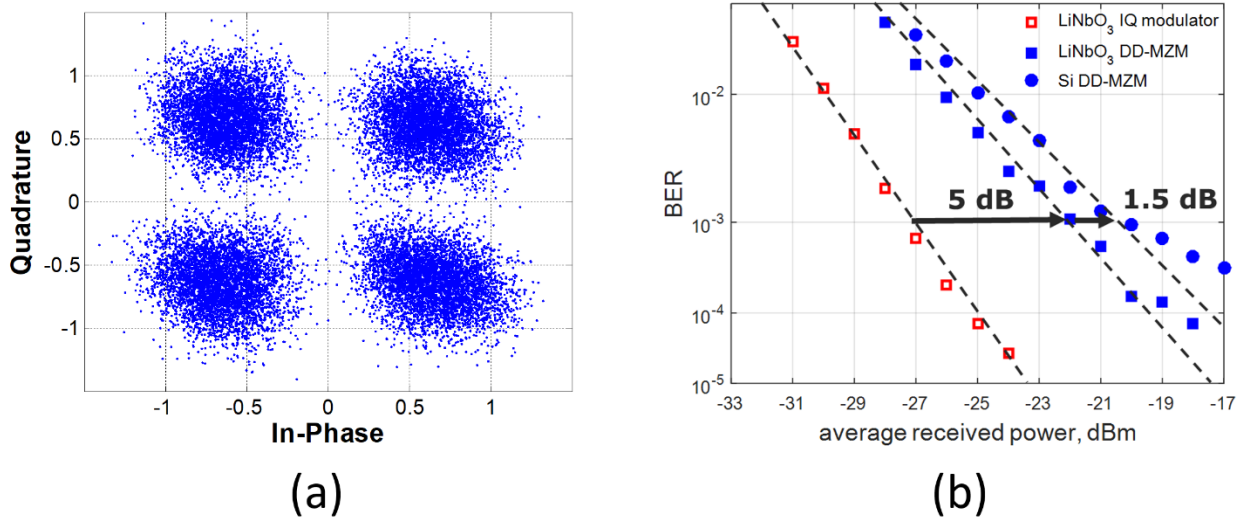 1
0.5
0
-0.5
-1
Quadrature
-1
-0.5
0
0.5
1
In-Phase
(a)
LiNbO3 IQ modulator
LiNbO3 DD-MZM
Si DD-MZM
10-2
10-3
10-4
10-5
BER
5 dB
1.5 dB
-33
-31
-29
-27
-25
-23
-21
-19
-17
average received power, dBm
(b)